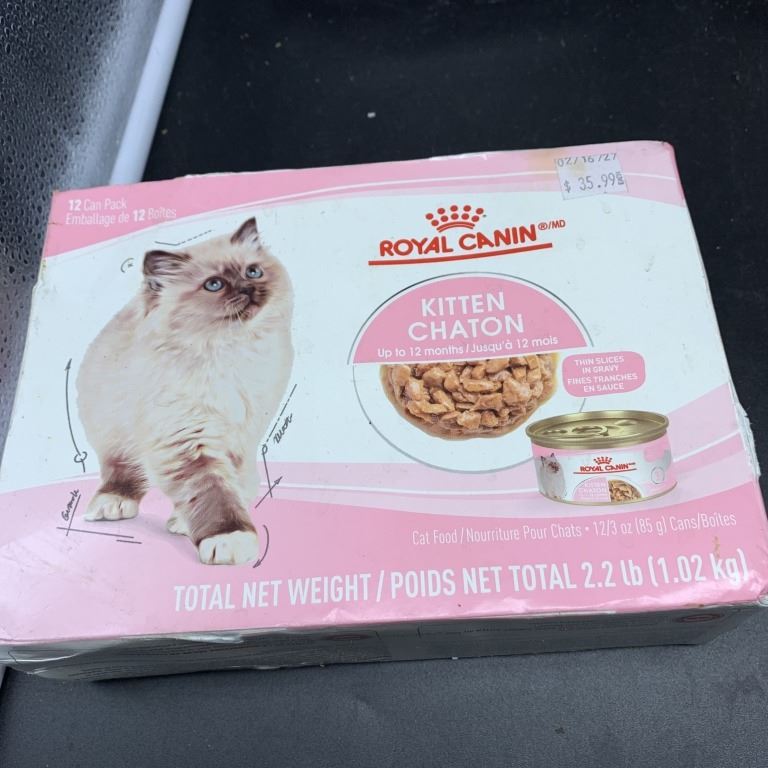 12 Can Pack
Emballage de 12 Boîtes
02/16/27
$ 35.99
ROYAL CANIN®/MD
KITTEN
CHATON
Up to 12 months / Jusqu'à 12 mois
THIN SLICES
IN GRAVY
FINES TRANCHES
EN SAUCE
ROYAL CANIN
KITTEN
CHATON
Cat Food / Nourriture Pour Chats • 12/3 oz (85 g) Cans/Boîtes
TOTAL NET WEIGHT / POIDS NET TOTAL 2.2 lb (1.02 kg)